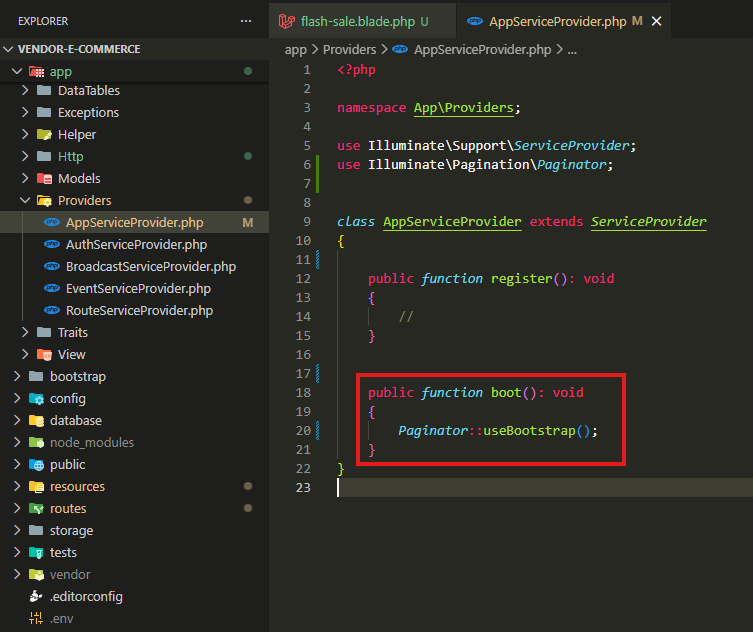 EXPLORER
...
VENDOR-E-COMMERCE
app
DataTables
Exceptions
Helper
Http
Models
Providers
AppServiceProvider.php M
AuthServiceProvider.php
BroadcastServiceProvider.php
EventServiceProvider.php
RouteServiceProvider.php
Traits
View
bootstrap
config
database
node_modules
public
resources
routes
storage
tests
vendor
.editorconfig
.env
flash-sale.blade.php U
AppServiceProvider.php M
app > Providers > AppServiceProvider.php > ...
1 <?php
2
3 namespace App\Providers;
4
5 use Illuminate\Support\ServiceProvider;
6 use Illuminate\Pagination\Paginator;
7
8
9 class AppServiceProvider extends ServiceProvider
10 {
11
12     public function register(): void
13     {
14         //
15     }
16
17
18     public function boot(): void
19     {
20         Paginator::useBootstrap();
21     }
22 }
23